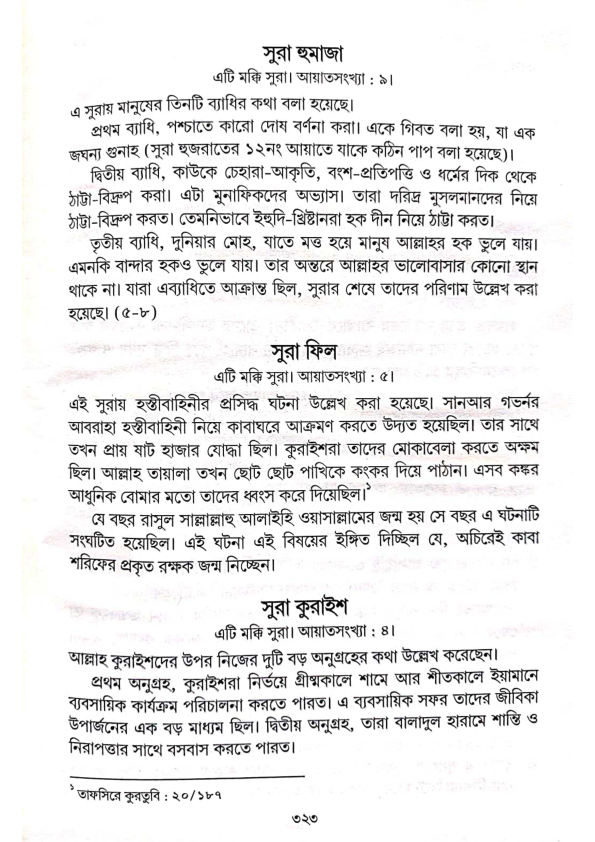 সুরা হুমাজা
এটি মক্কি সুরা। আয়াতসংখ্যা : ৯।
এ সুরায় মানুষের তিনটি ব্যাধির কথা বলা হয়েছে।
প্রথম ব্যাধি, পশ্চাতে কারো দোষ বর্ণনা করা। একে গিবত বলা হয়, যা এক
জঘন্য গুনাহ (সুরা হুজরাতের ১২নং আয়াতে যাকে কঠিন পাপ বলা হয়েছে)।
দ্বিতীয় ব্যাধি, কাউকে চেহারা-আকৃতি, বংশ-প্রতিপত্তি ও ধর্মের দিক থেকে
ঠাট্টা-বিদ্রুপ করা। এটা মুনাফিকদের অভ্যাস। তারা দরিদ্র মুসলমানদের নিয়ে
ঠাট্টা-বিদ্রুপ করত। তেমনিভাবে ইহুদি-খ্রিষ্টানরা হক দীন নিয়ে ঠাট্টা করত।
তৃতীয় ব্যাধি, দুনিয়ার মোহ, যাতে মত্ত হয়ে মানুষ আল্লাহর হক ভুলে যায়।
এমনকি বান্দার হকও ভুলে যায়। তার অন্তরে আল্লাহর ভালোবাসার কোনো স্থান
থাকে না। যারা এব্যাধিতে আক্রান্ত ছিল, সুরার শেষে তাদের পরিণাম উল্লেখ করা
হয়েছে। (৫-৮)
সুরা ফিল
এটি মক্কি সুরা। আয়াতসংখ্যা : ৫।
এই সুরায় হস্তীবাহিনীর প্রসিদ্ধ ঘটনা উল্লেখ করা হয়েছে। সানআর গভর্নর
আবরাহা হস্তীবাহিনী নিয়ে কাবাঘরে আক্রমণ করতে উদ্যত হয়েছিল। তার সাথে
তখন প্রায় ষাট হাজার যোদ্ধা ছিল। কুরাইশরা তাদের মোকাবেলা করতে অক্ষম
ছিল। আল্লাহ তায়ালা তখন ছোট ছোট পাখিকে কংকর দিয়ে পাঠান। এসব কঙ্কর
আধুনিক বোমার মতো তাদের ধ্বংস করে দিয়েছিল।১
যে বছর রাসুল সাল্লাল্লাহু আলাইহি ওয়াসাল্লামের জন্ম হয় সে বছর এ ঘটনাটি
সংঘটিত হয়েছিল। এই ঘটনা এই বিষয়ের ইঙ্গিত দিচ্ছিল যে, অচিরেই কাবা
শরিফের প্রকৃত রক্ষক জন্ম নিচ্ছেন।
সুরা কুরাইশ
এটি মক্কি সুরা। আয়াতসংখ্যা : ৪।
আল্লাহ কুরাইশদের উপর নিজের দুটি বড় অনুগ্রহের কথা উল্লেখ করেছেন।
প্রথম অনুগ্রহ, কুরাইশরা নির্ভয়ে গ্রীষ্মকালে শামে আর শীতকালে ইয়ামানে
ব্যবসায়িক কার্যক্রম পরিচালনা করতে পারত। এ ব্যবসায়িক সফর তাদের জীবিকা
উপার্জনের এক বড় মাধ্যম ছিল। দ্বিতীয় অনুগ্রহ, তারা বালাদুল হারামে শান্তি ও
নিরাপত্তার সাথে বসবাস করতে পারত।
১ তাফসিরে কুরতুবি : ২০/১৮৭
৩২৩